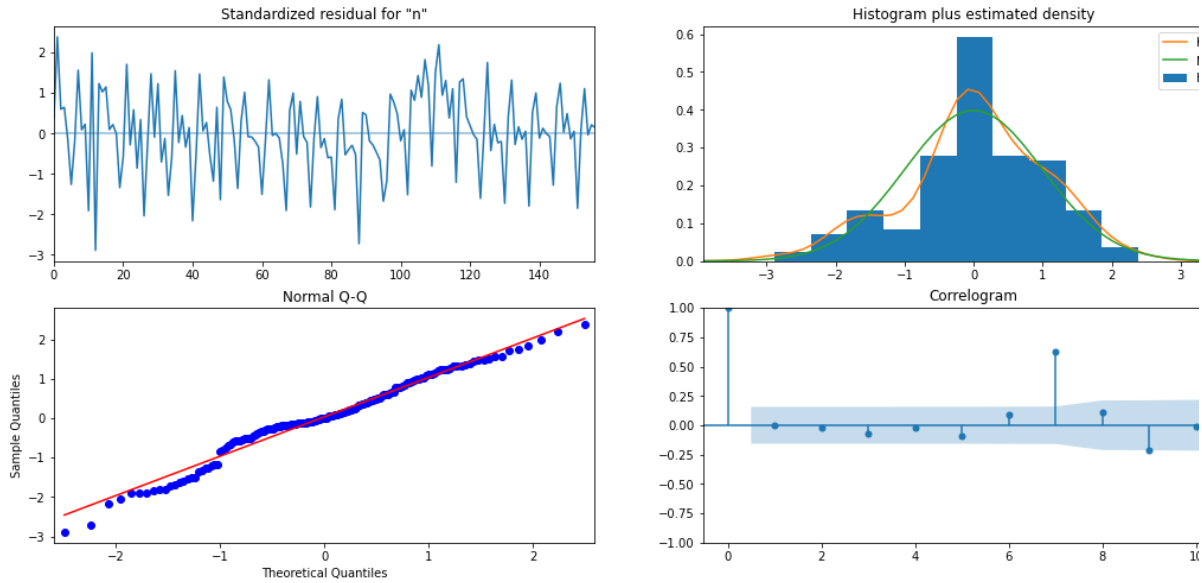 Standardized residual for "n"
2
1
0
−1
−2
−3
0 20 40 60 80 100 120 140
Histogram plus estimated density
0.6
0.5
0.4
0.3
0.2
0.1
0.0
−3 −2 −1 0 1 2 3
Normal Q-Q
Sample Quantiles
2
1
0
−1
−2
−3
−2 −1 0 1 2
Theoretical Quantiles
Correlogram
1.00
0.75
0.50
0.25
0.00
−0.25
−0.50
−0.75
−1.00
0 2 4 6 8 10